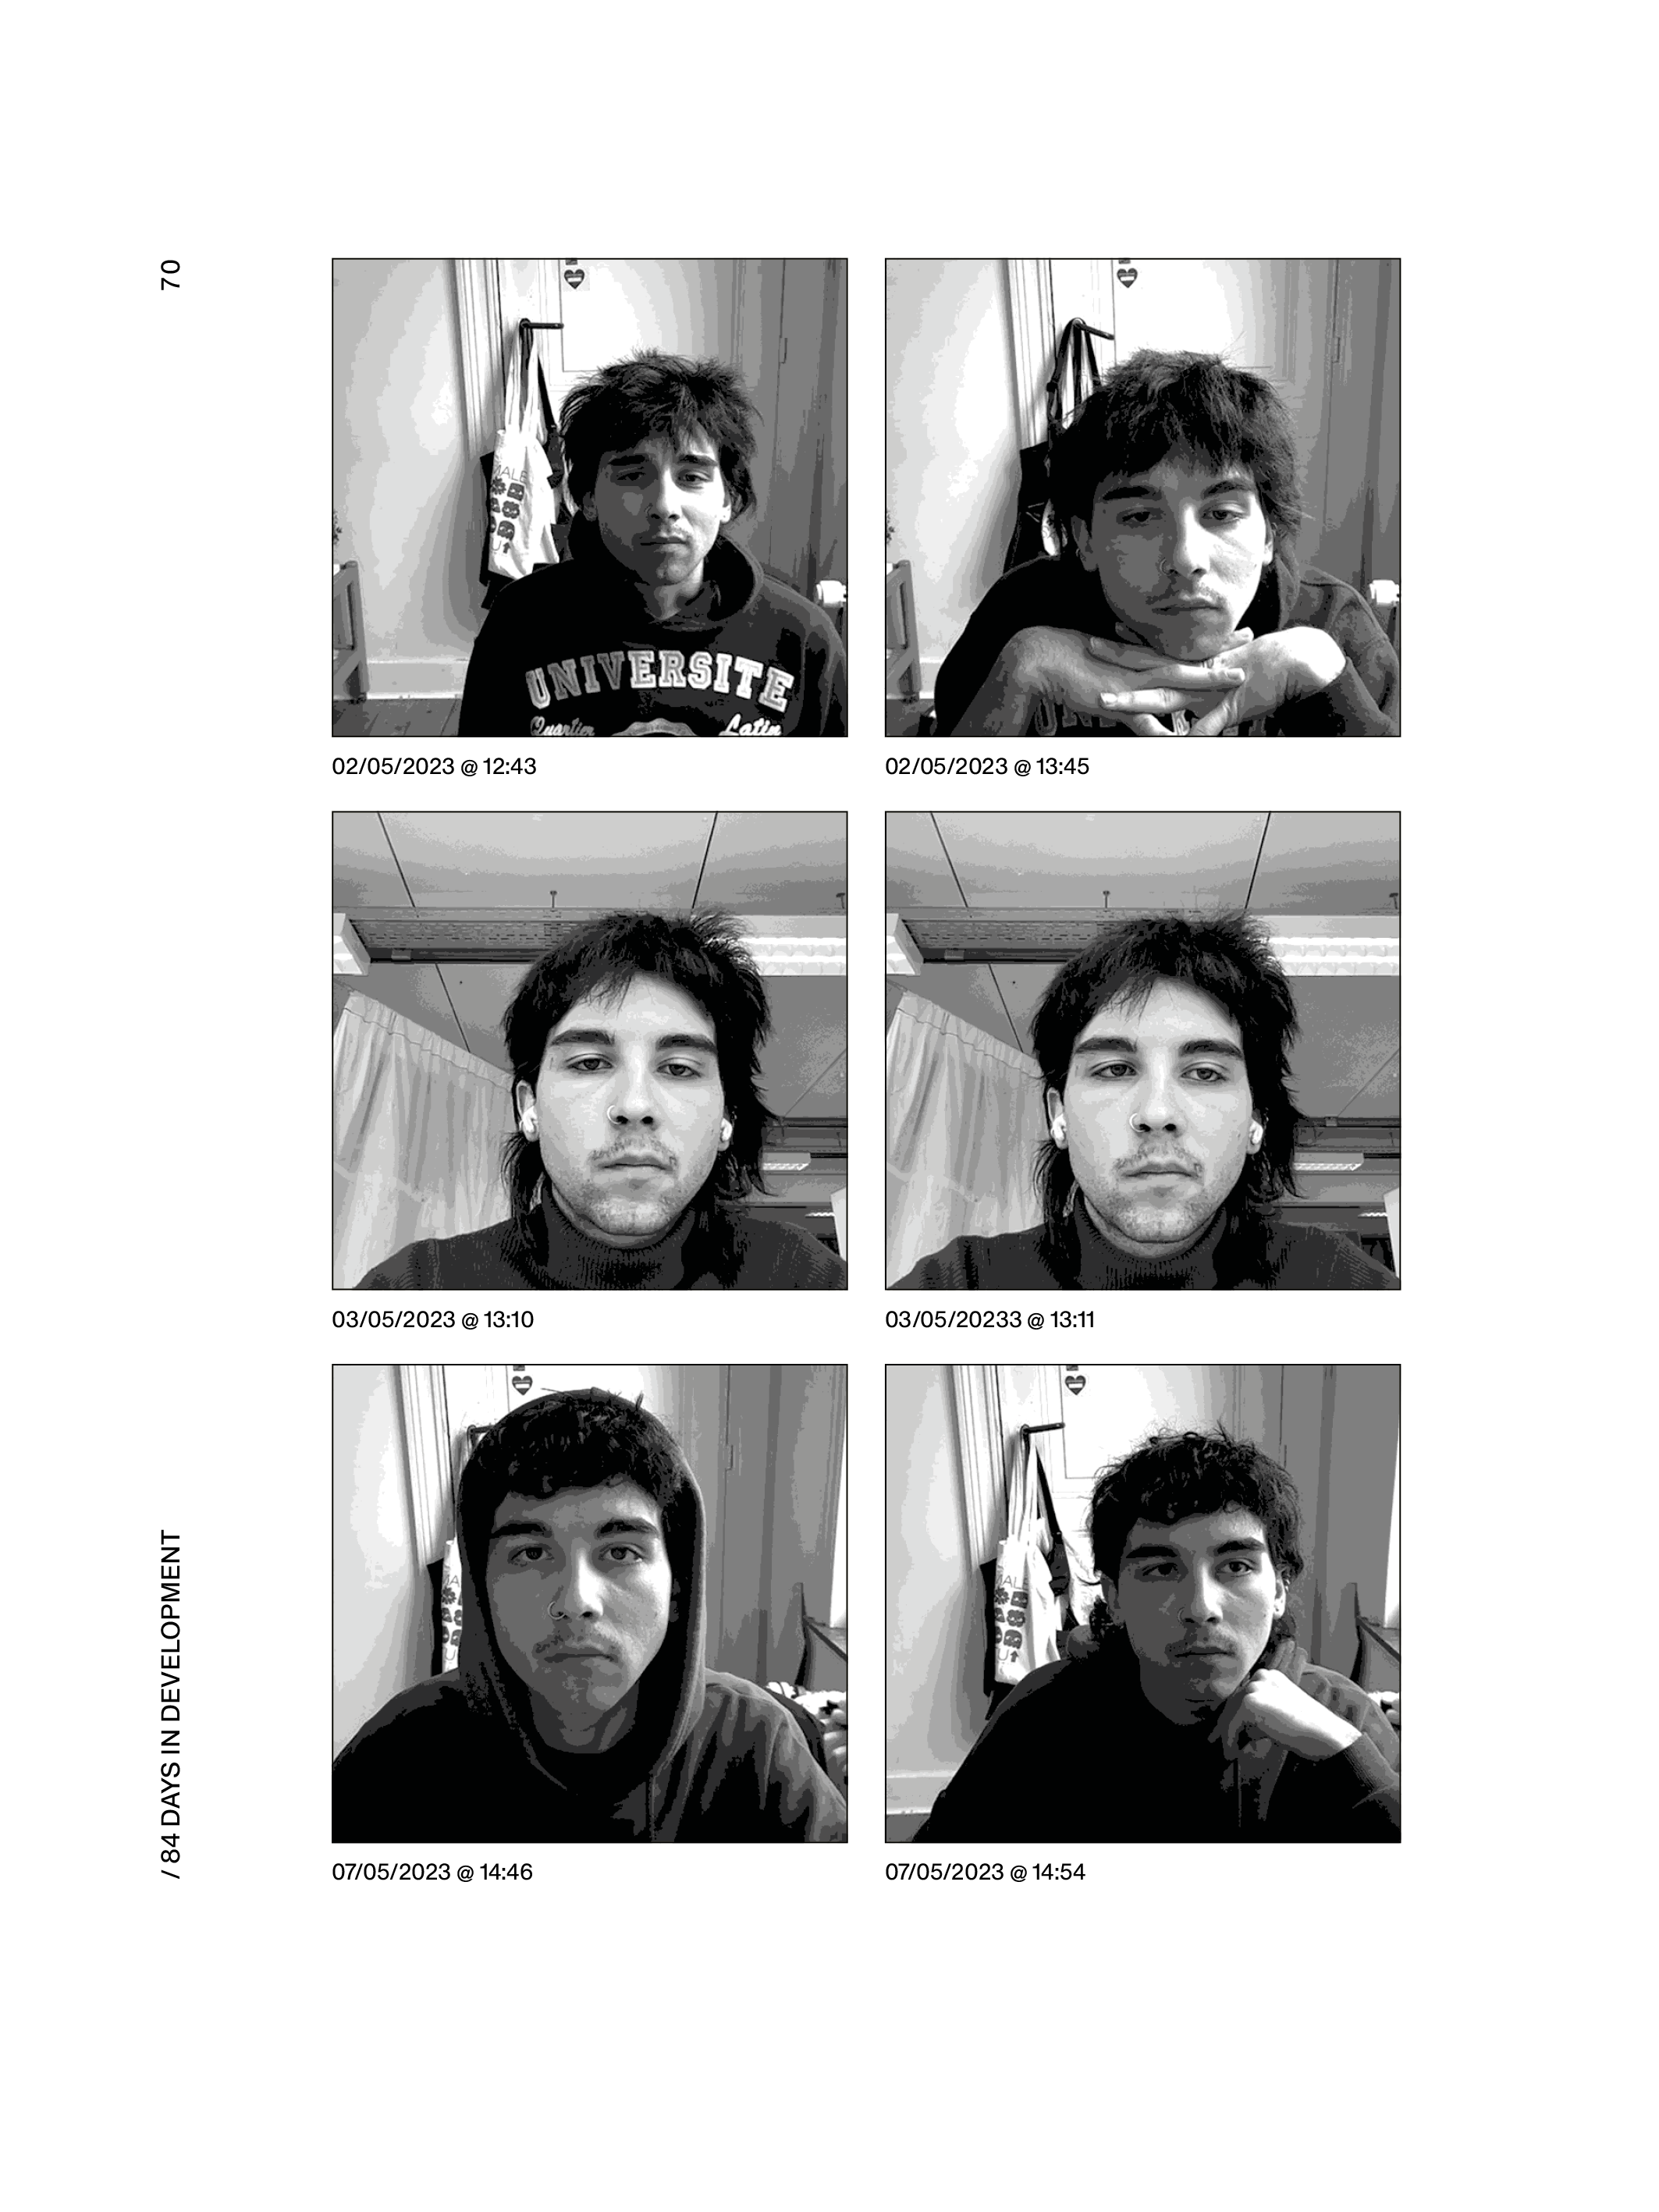 70
/ 84 DAYS IN DEVELOPMENT
UNIVERSITE
Quartier Latin
02/05/2023 @ 12:43
02/05/2023 @ 13:45
03/05/2023 @ 13:10
03/05/20233 @ 13:11
07/05/2023 @ 14:46
07/05/2023 @ 14:54